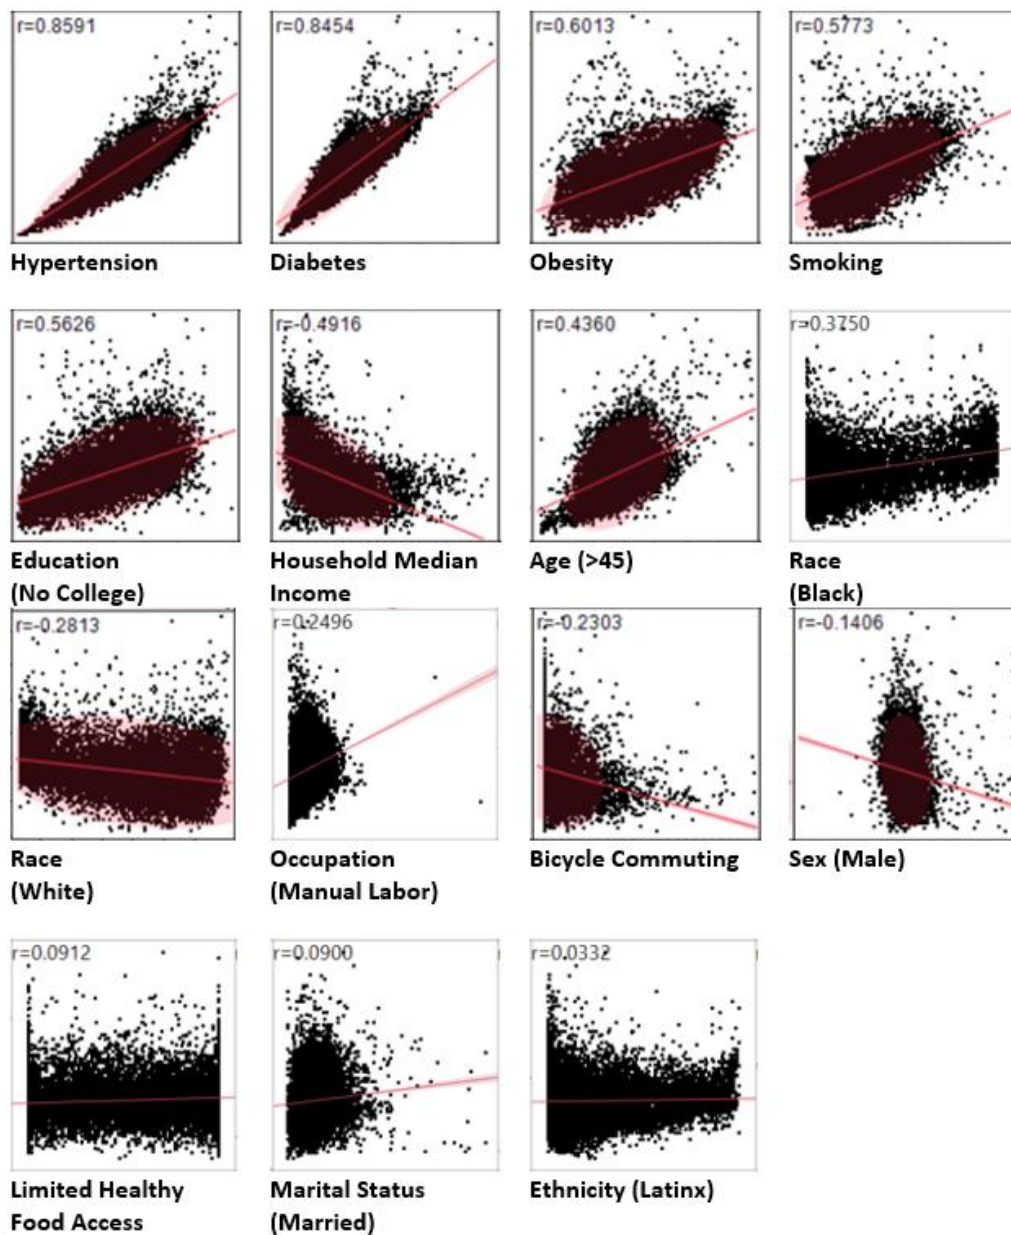 r=0.8591
r=0.8454
r=0.6013
r=0.5773
Hypertension
Diabetes
Obesity
Smoking
r=0.5626
r=-0.4916
r=0.4360
r=0.3750
Education
(No College)
Household Median
Income
Age (>45)
Race
(Black)
r=-0.2813
r=0.2496
r=-0.2303
r=-0.1406
Race
(White)
Occupation
(Manual Labor)
Bicycle Commuting
Sex (Male)
r=0.0912
r=0.0900
r=0.0332
Limited Healthy
Food Access
Marital Status
(Married)
Ethnicity (Latinx)